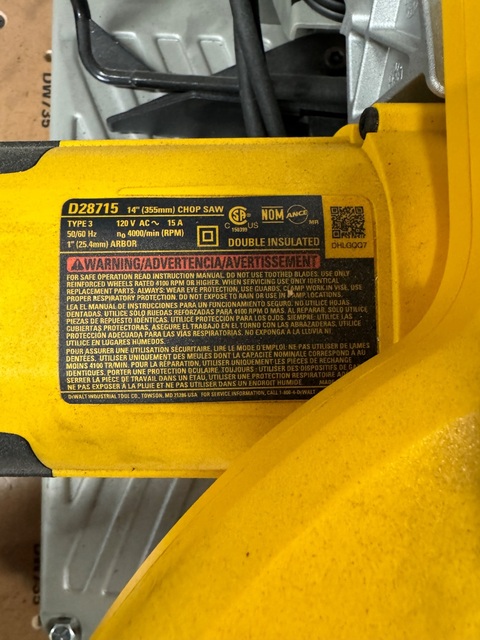 DW735
D28715 14" (355mm) CHOP SAW
TYPE 3 120 V AC~ 15 A
50/60 Hz n₀ 4000/min (RPM)
1" (25.4mm) ARBOR DOUBLE INSULATED
C SA US
158289
NOM ANCE MR
DHLGQQ7
WARNING/ADVERTENCIA/AVERTISSEMENT
FOR SAFE OPERATION READ INSTRUCTION MANUAL. DO NOT USE TOOTHED BLADES. USE ONLY
REINFORCED WHEELS RATED 4100 RPM OR HIGHER. WHEN SERVICING USE ONLY IDENTICAL
REPLACEMENT PARTS. ALWAYS: WEAR EYE PROTECTION, USE GUARDS, CLAMP WORK IN VISE, USE
PROPER RESPIRATORY PROTECTION. DO NOT EXPOSE TO RAIN OR USE IN DAMP LOCATIONS.
LEA EL MANUAL DE INSTRUCCIONES PARA UN FUNCIONAMIENTO SEGURO. NO UTILICE HOJAS
DENTADAS. UTILICE SÓLO RUEDAS REFORZADAS PARA 4100 RPM O MÁS. AL REPARAR, SÓLO UTILICE
PIEZAS DE REPUESTO IDÉNTICAS. UTILICE PROTECCIÓN PARA LOS OJOS. SIEMPRE: UTILICE LAS
CUBIERTAS PROTECTORAS, ASEGURE EL TRABAJO EN EL TORNO CON LAS ABRAZADERAS, UTILICE
PROTECCIÓN ADECUADA PARA LAS VÍAS RESPIRATORIAS. NO EXPONERLO A LA LLUVIA NI
UTILICE EN LUGARES HÚMEDOS.
POUR ASSURER UNE UTILISATION SÉCURITAIRE, LIRE LE MODE D'EMPLOI: NE PAS UTILISER DE LAMES
DENTÉES. UTILISER UNIQUEMENT DES MEULES DONT LA CAPACITÉ NOMINALE CORRESPOND À AU
MOINS 4100 TR/MIN. POUR LA RÉPARATION, UTILISER UNIQUEMENT LES PIÈCES DE RECHANGE
IDENTIQUES. PORTER UNE PROTECTION OCULAIRE. TOUJOURS: UTILISER DES DISPOSITIFS DE
SERRER LA PIÈCE DE TRAVAIL DANS UN ÉTAU, UTILISER UNE PROTECTION RESPIRATOIRE
NE PAS EXPOSER À LA PLUIE ET NE PAS UTILISER DANS UN ENDROIT HUMIDE.
DEWALT INDUSTRIAL TOOL CO., TOWSON, MD 21286 USA FOR SERVICE INFORMATION, CALL 1-800-4-DEWALT
DW735